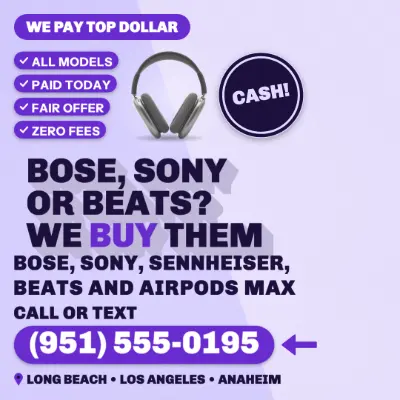 WE PAY TOP DOLLAR
✓ ALL MODELS
✓ PAID TODAY
✓ FAIR OFFER
✓ ZERO FEES
CASH!
BOSE, SONY
OR BEATS?
WE BUY THEM
BOSE, SONY, SENNHEISER,
BEATS AND AIRPODS MAX
CALL OR TEXT
(951) 555-0195
LONG BEACH • LOS ANGELES • ANAHEIM